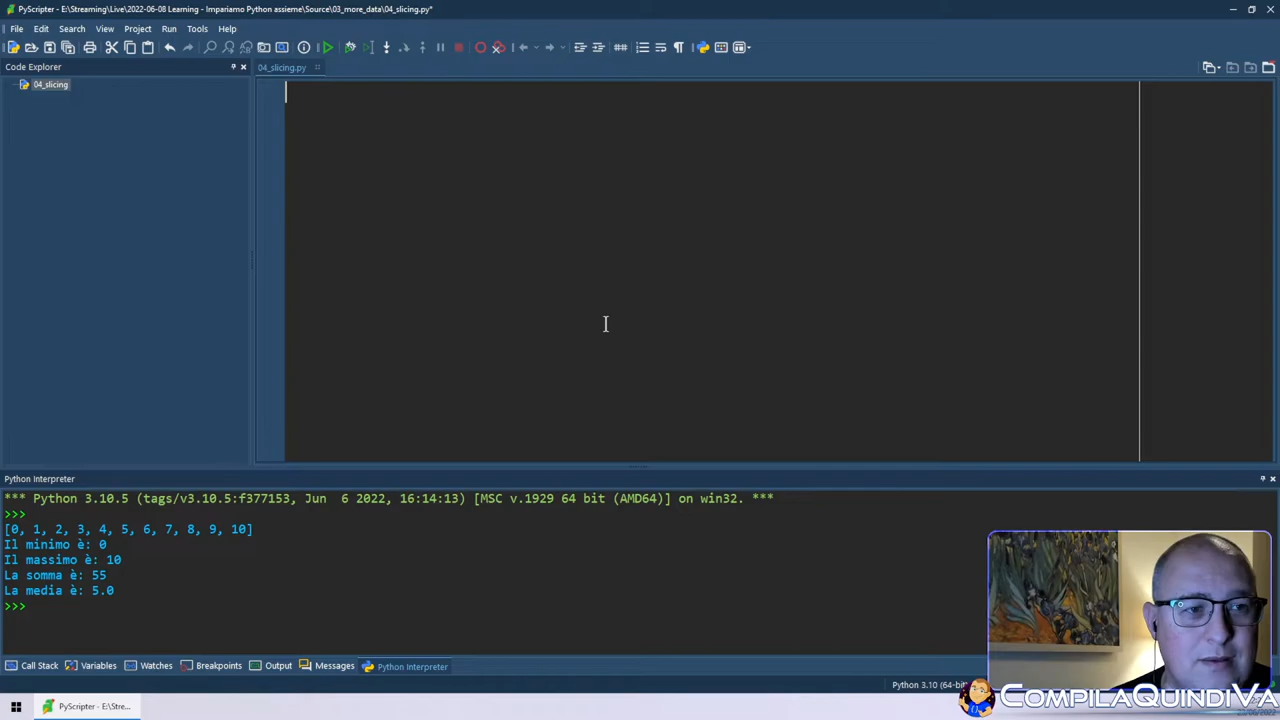 PyScripter - E:\Streaming\Live\2022-06-08 Learning - Impariamo Python assieme\Source\03_more_data\04_slicing.py*
File Edit Search View Project Run Tools Help
Code Explorer
04_slicing.py
04_slicing
Python Interpreter
*** Python 3.10.5 (tags/v3.10.5:f377153, Jun 6 2022, 16:14:13) [MSC v.1929 64 bit (AMD64)] on win32. ***
>>>
[0, 1, 2, 3, 4, 5, 6, 7, 8, 9, 10]
Il minimo è: 0
Il massimo è: 10
La somma è: 55
La media è: 5.0
>>>
Call Stack Variables Watches Breakpoints Output Messages Python Interpreter
Python 3.10 (64-bit)
COMPILAQUINDIVA
PyScripter - E:\Stre...